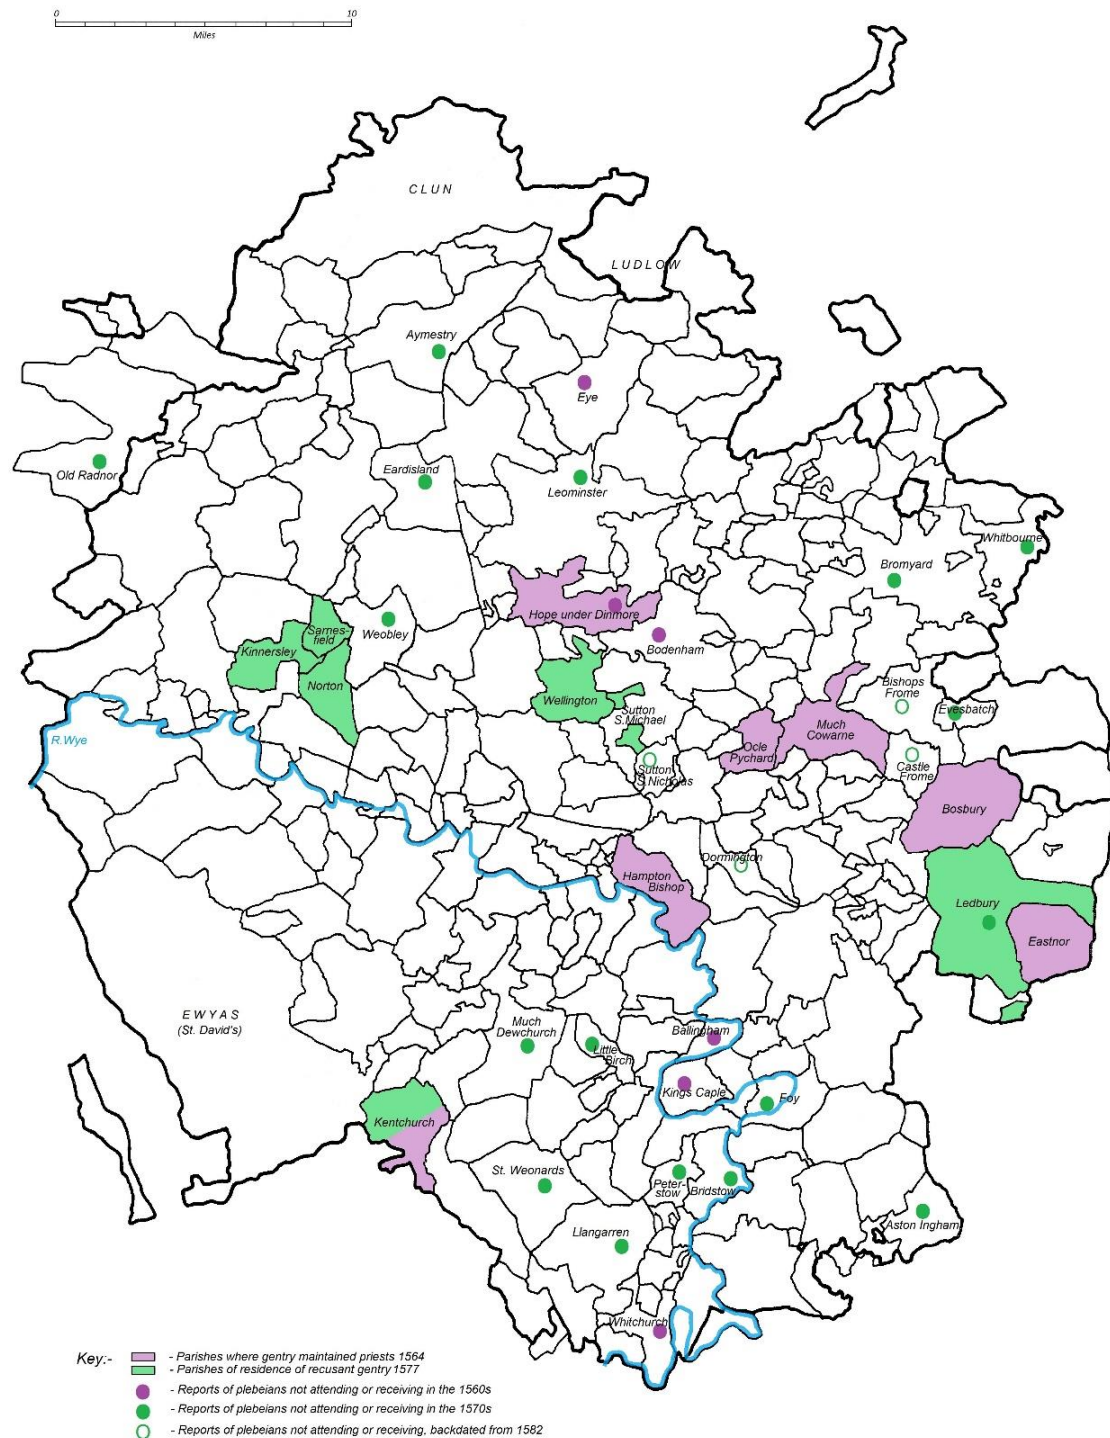 0 10
Miles
CLUN
LUDLOW
Aymestry
Eye
Old Radnor
Eardisland
Leominster
Whitbourne
Bromyard
Hope under Dinmore
Sarnes-
field
Weobley
Bodenham
Kinnersley
Norton
Wellington
Bishops
Frome
Evesbatch
Sutton
S.Michael
Much
Cowarne
R.Wye
Ocle
Pychard
Castle
Frome
Sutton
S.Nicholas
Bosbury
Dormington
Hampton
Bishop
Ledbury
Eastnor
EWYAS
(St. David's)
Much
Dewchurch
Little
Birch
Ballingham
Kings Caple
Foy
Kentchurch
St. Weonards
Peter-
stow
Bridstow
Aston Ingham
Llangarren
Whitchurch
Key:-
- Parishes where gentry maintained priests 1564
- Parishes of residence of recusant gentry 1577
- Reports of plebeians not attending or receiving in the 1560s
- Reports of plebeians not attending or receiving in the 1570s
- Reports of plebeians not attending or receiving, backdated from 1582